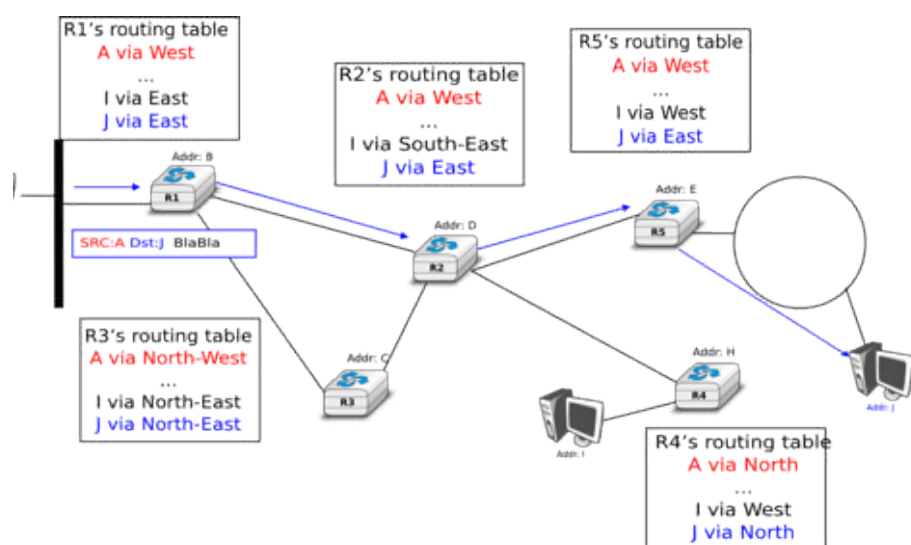 R1's routing table
A via West
...
I via East
J via East
R2's routing table
A via West
...
I via South-East
J via East
R5's routing table
A via West
...
I via West
J via East
Addr: B
R1
SRC:A Dst:J BlaBla
Addr: D
R2
Addr: E
R5
R3's routing table
A via North-West
...
I via North-East
J via North-East
Addr: C
R3
Addr: H
R4
Addr: I
Addr: J
R4's routing table
A via North
...
I via West
J via North